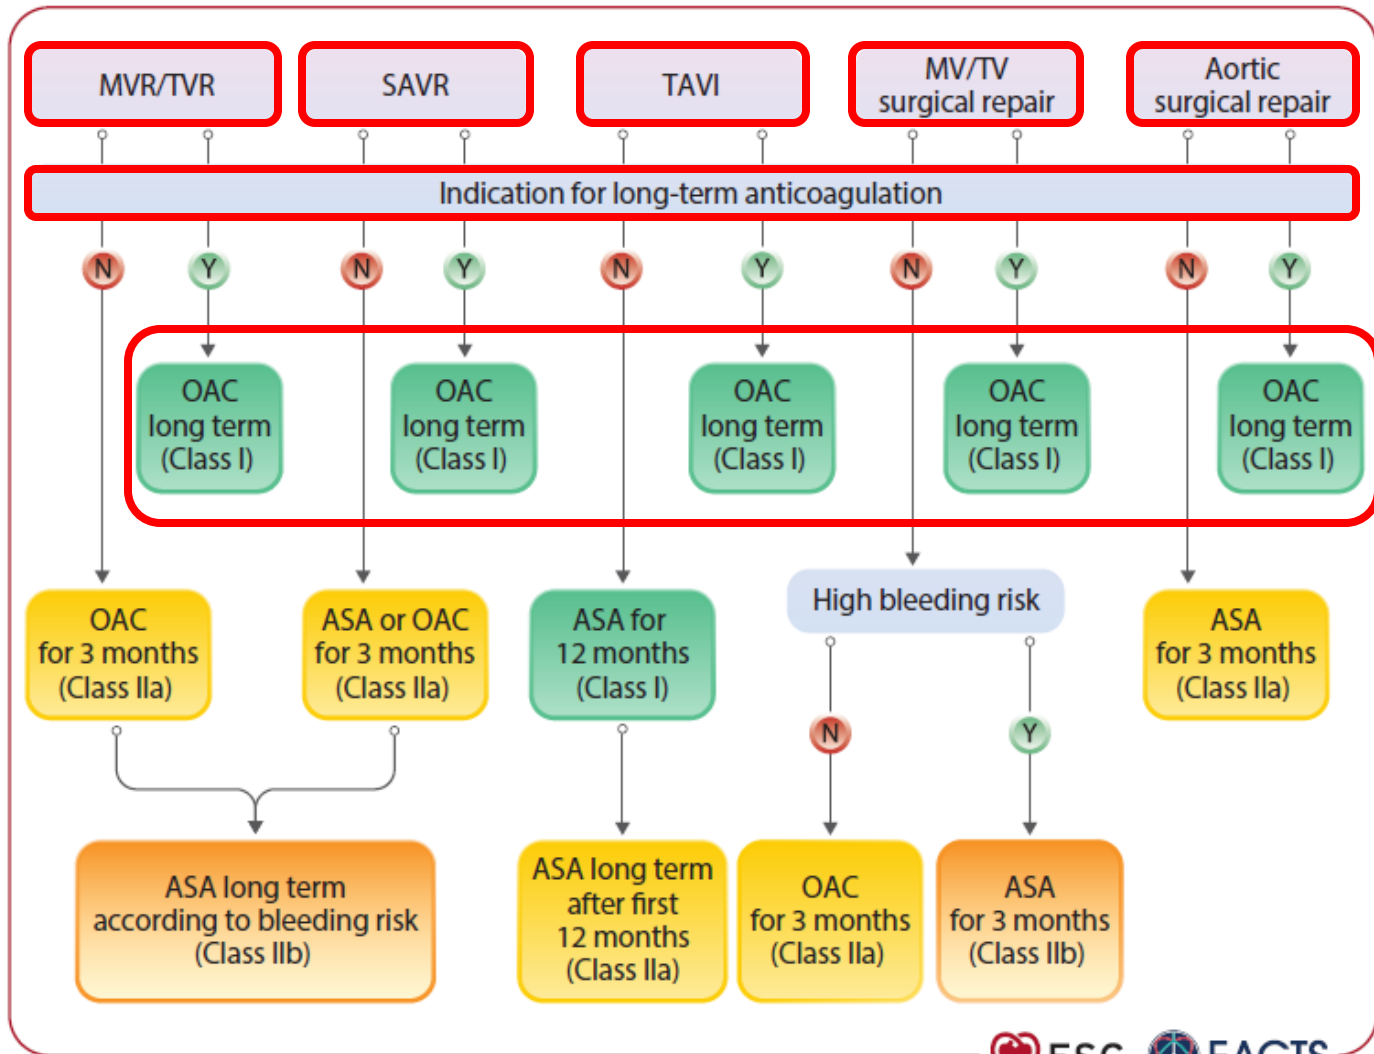 MVR/TVR
SAVR
TAVI
MV/TV
surgical repair
Aortic
surgical repair
Indication for long-term anticoagulation
N
Y
N
Y
N
Y
N
Y
N
Y
OAC
long term
(Class I)
OAC
long term
(Class I)
OAC
long term
(Class I)
OAC
long term
(Class I)
OAC
long term
(Class I)
OAC
for 3 months
(Class IIa)
ASA or OAC
for 3 months
(Class IIa)
ASA for
12 months
(Class I)
High bleeding risk
ASA
for 3 months
(Class IIa)
N
Y
ASA long term
according to bleeding risk
(Class IIb)
ASA long term
after first
12 months
(Class IIa)
OAC
for 3 months
(Class IIa)
ASA
for 3 months
(Class IIb)
ESC
EACTS